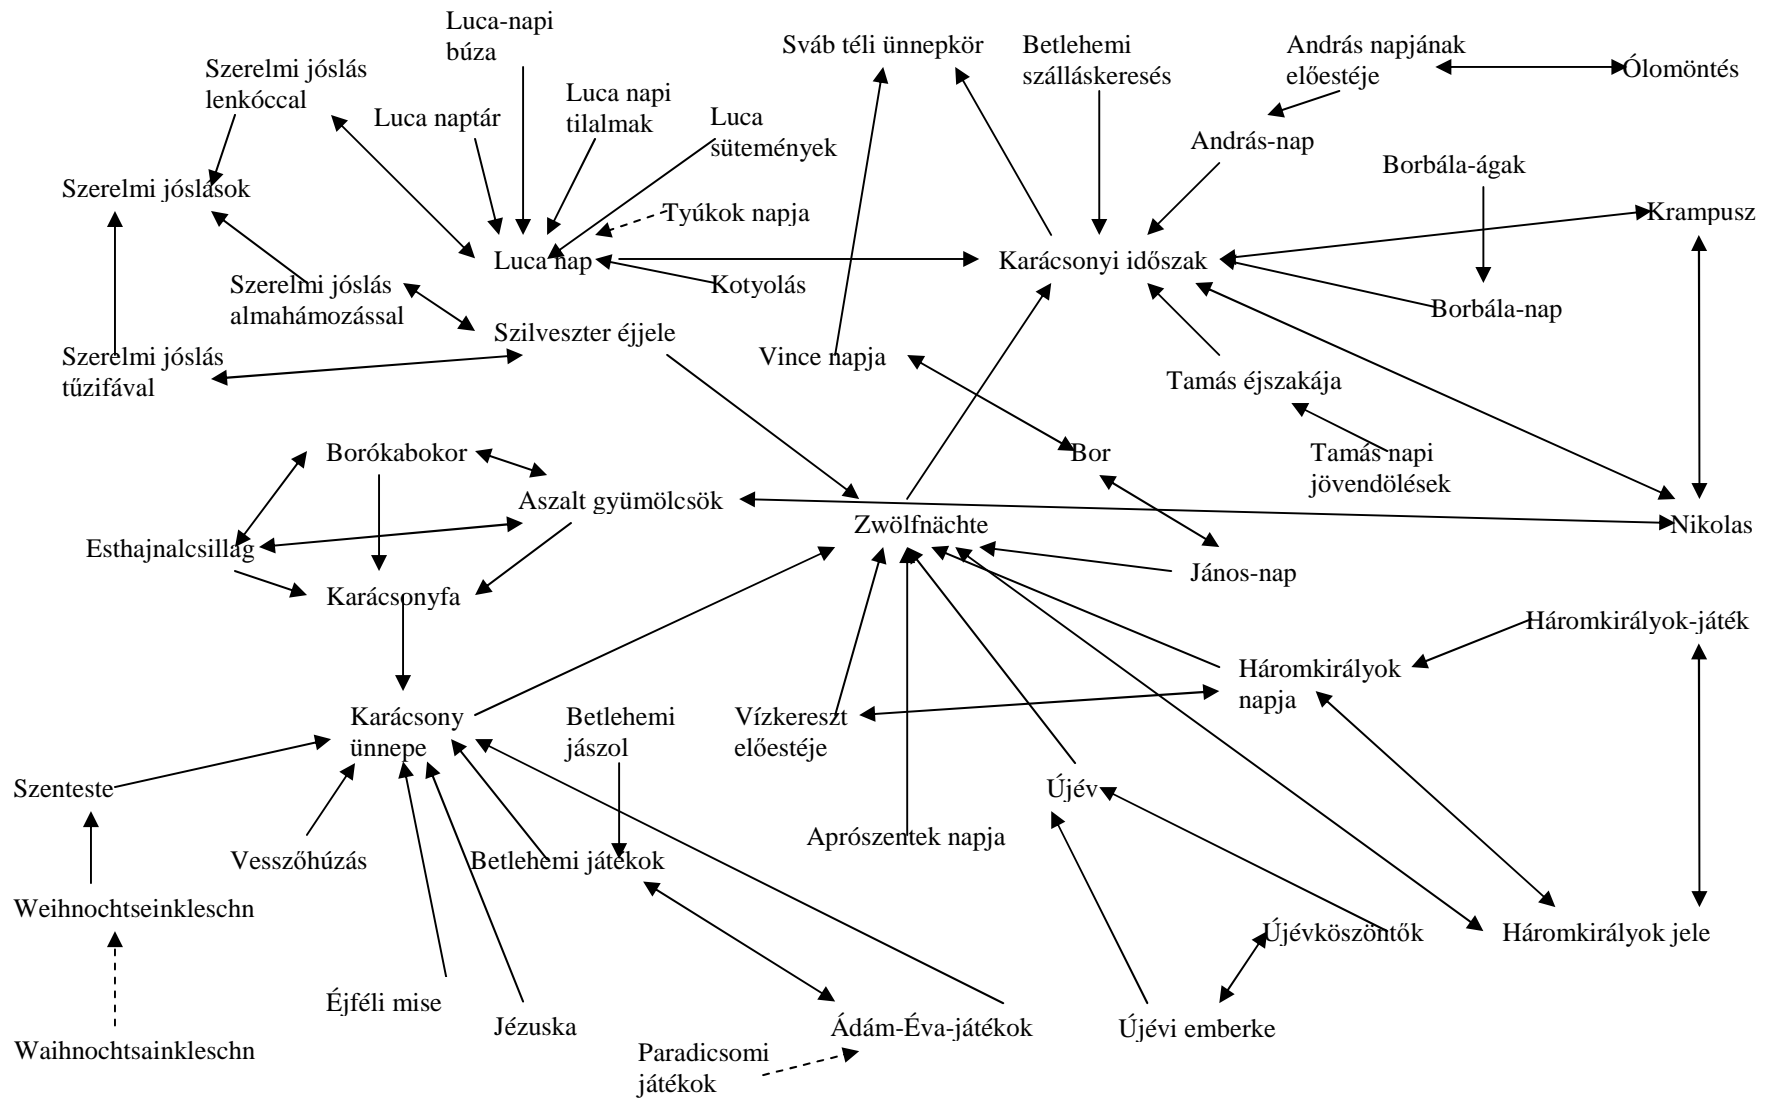 Luca-napi
búza
Sváb téli ünnepkör
Betlehemi
szálláskeresés
András napjának
előestéje
Ólomöntés
Szerelmi jóslás
lenkóccal
Luca naptár
Luca napi
tilalmak
Luca
sütemények
András-nap
Borbála-ágak
Szerelmi jóslások
Tyúkok napja
Krampusz
Luca nap
Karácsonyi időszak
Szerelmi jóslás
almahámozással
Kotyolás
Borbála-nap
Szilveszter éjjele
Szerelmi jóslás
tűzifával
Vince napja
Tamás éjszakája
Borókabokor
Bor
Tamás napi
jövendölések
Aszalt gyümölcsök
Zwölfnächte
Nikolas
Esthajnalcsillag
János-nap
Karácsonyfa
Háromkirályok-játék
Háromkirályok
napja
Karácsony
ünnepe
Betlehemi
jászol
Vízkereszt
előestéje
Szenteste
Újév
Aprószentek napja
Vesszőhúzás
Betlehemi játékok
Weihnochtseinkleschn
Újévköszöntők
Háromkirályok jele
Éjféli mise
Jézuska
Ádám-Éva-játékok
Újévi emberke
Waihnochtsainkleschn
Paradicsomi
játékok